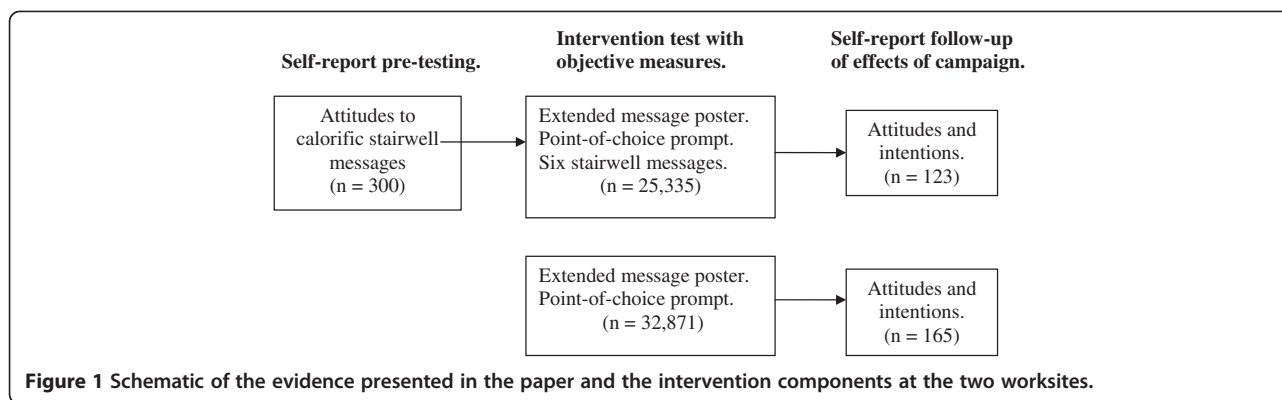 Self-report pre-testing.
Intervention test with
objective measures.
Self-report follow-up
of effects of campaign.
Attitudes to
calorific stairwell
messages
(n = 300)
Extended message poster.
Point-of-choice prompt.
Six stairwell messages.
(n = 25,335)
Attitudes and
intentions.
(n = 123)
Extended message poster.
Point-of-choice prompt.
(n = 32,871)
Attitudes and
intentions.
(n = 165)
Figure 1 Schematic of the evidence presented in the paper and the intervention components at the two worksites.